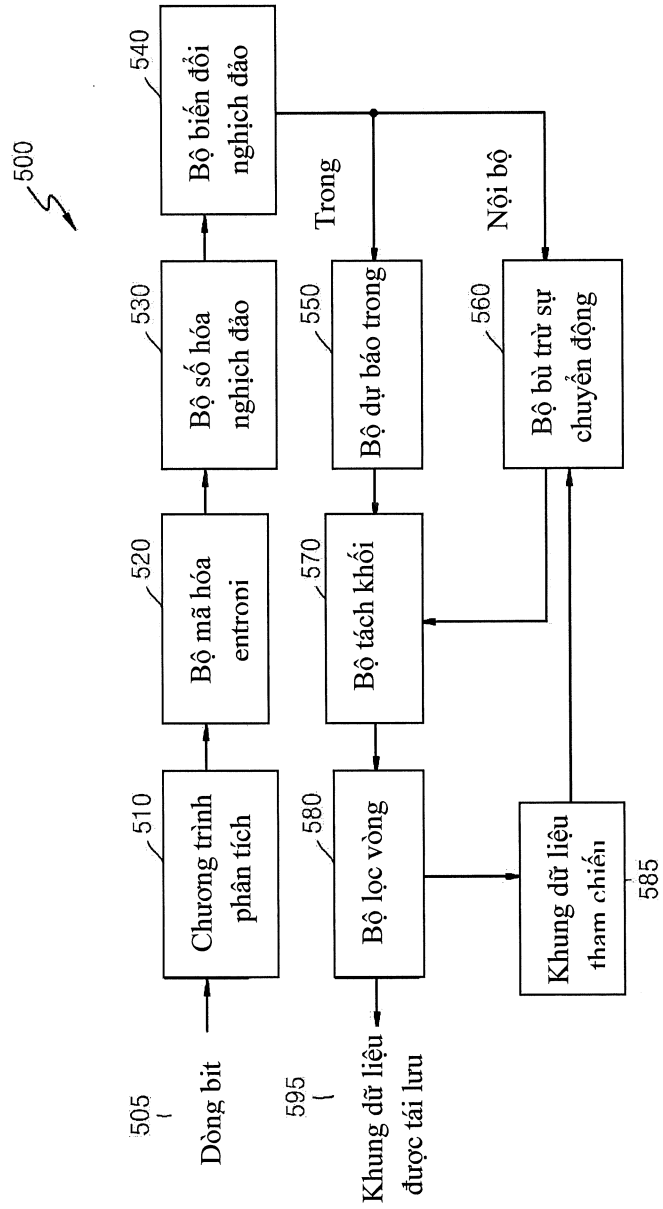 500
505
Dòng bit
510
Chương trình
phân tích
520
Bộ mã hóa
entroni
530
Bộ số hóa
nghịch đảo
540
Bộ biến đổi
nghịch đảo
595
Khung dữ liệu
được tái lưu
580
Bộ lọc vòng
570
Bộ tách khối
550
Bộ dự báo trong
Trong
585
Khung dữ liệu
tham chiến
560
Bộ bù trừ sự
chuyển động
Nội bộ